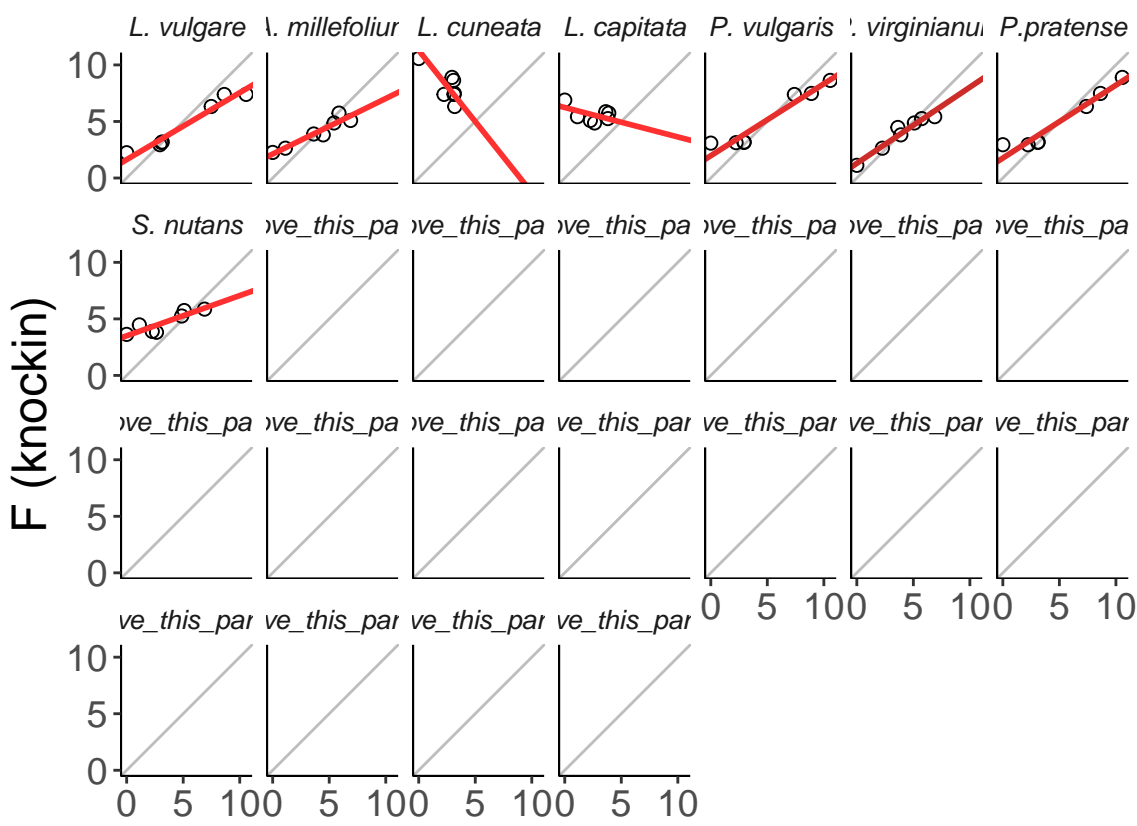 L. vulgare A. millefoliur L. cuneata L. capitata P. vulgaris . virginianu P.pratense
10
5
0
S. nutans ove_this_pa ove_this_pa ove_this_pa ove_this_pa ove_this_pa ove_this_pa
10
5
0
F (knockin)
ove_this_pa ove_this_pa ove_this_pa ve_this_par ve_this_par ve_this_par ve_this_par
10
5
0
0 5 10 0 5 10 0 5 10
ve_this_par ve_this_par ve_this_par ve_this_par
10
5
0
0 5 10 0 5 10 0 5 10 0 5 10